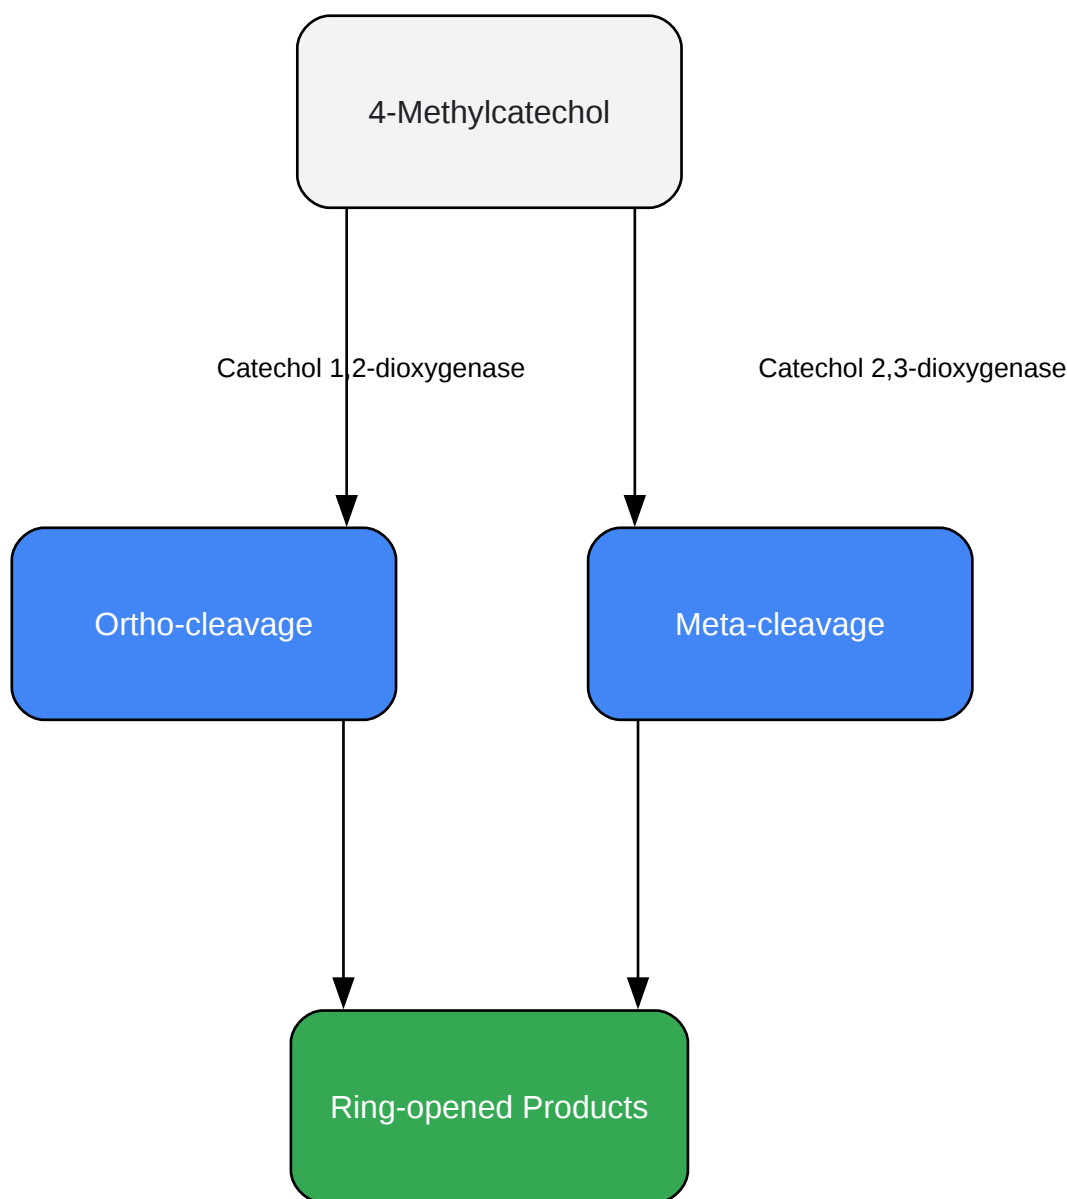 4-Methylcatechol
Catechol 1,2-dioxygenase
Catechol 2,3-dioxygenase
Ortho-cleavage
Meta-cleavage
Ring-opened Products